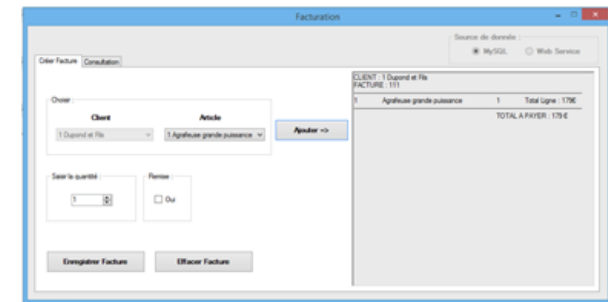 Facturation
Source de donnée :
MySQL Web Service
Créer Facture Consultation
CLIENT : 1 Dupond et Fils
FACTURE : 111
1 Agrafeuse grande puissance 1 Total Ligne : 179€
TOTAL A PAYER : 179 €
Choisir :
Client Article
1 Dupond et Fils 1 Agrafeuse grande puissance
Ajouter ->
Saisir la quantité : Remise :
1 Oui
Enregistrer Facture Effacer Facture